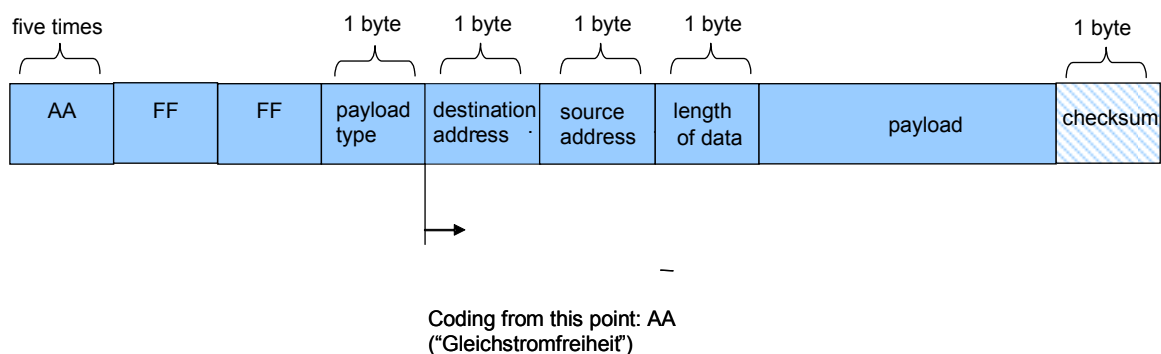 five times 1 byte 1 byte 1 byte 1 byte 1 byte
AA FF FF payload type destination address source address length of data payload checksum
Coding from this point: AA
("Gleichstromfreiheit")